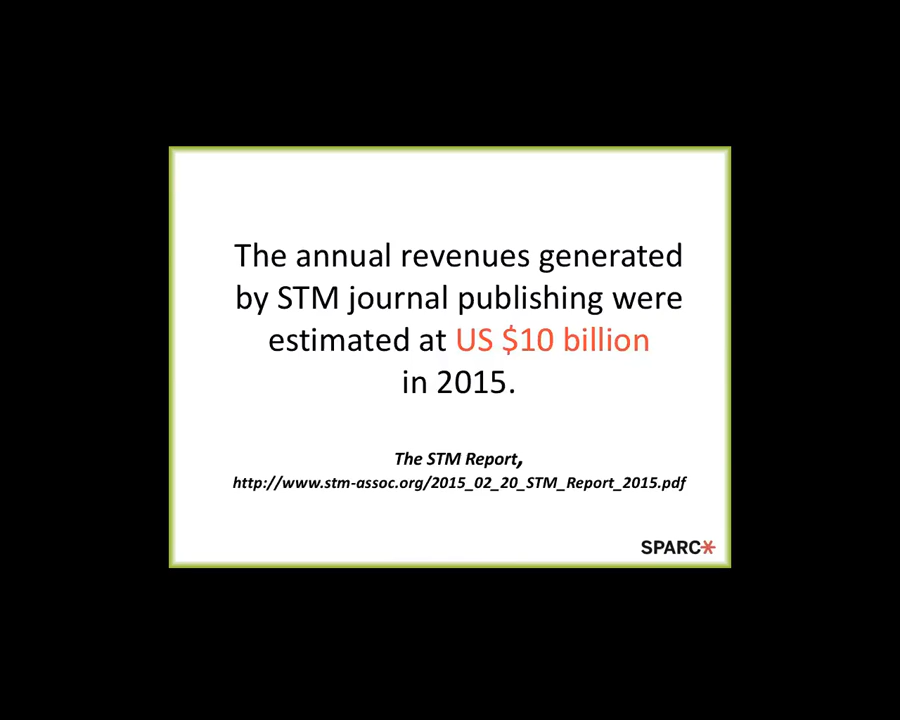 The annual revenues generated
by STM journal publishing were
estimated at US $10 billion
in 2015.
The STM Report,
http://www.stm-assoc.org/2015_02_20_STM_Report_2015.pdf
SPARC